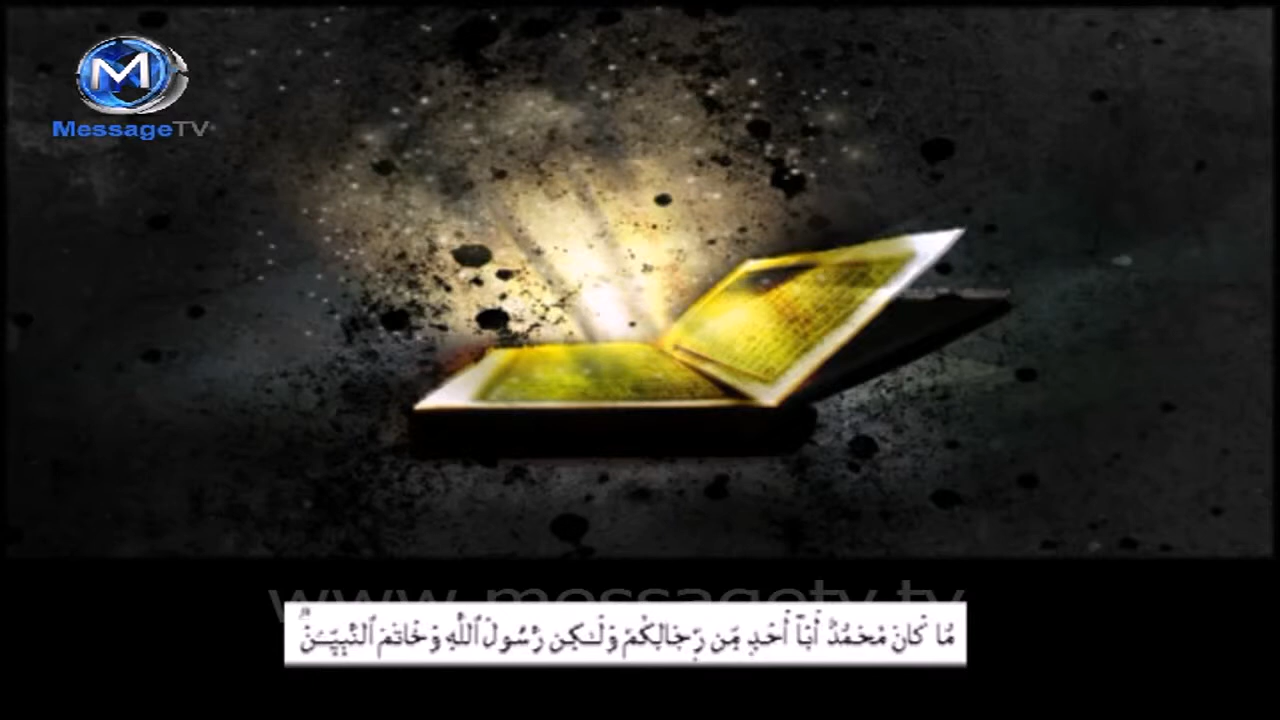 M
MessageTV
www.messagetv.tv
مَّا كَانَ مُحَمَّدٌ أَبَآ أَحَدٍ مِّن رِّجَالِكُمْ وَلَـٰكِن رَّسُولَ ٱللَّهِ وَخَاتَمَ ٱلنَّبِيِّـۧنَ ۗ